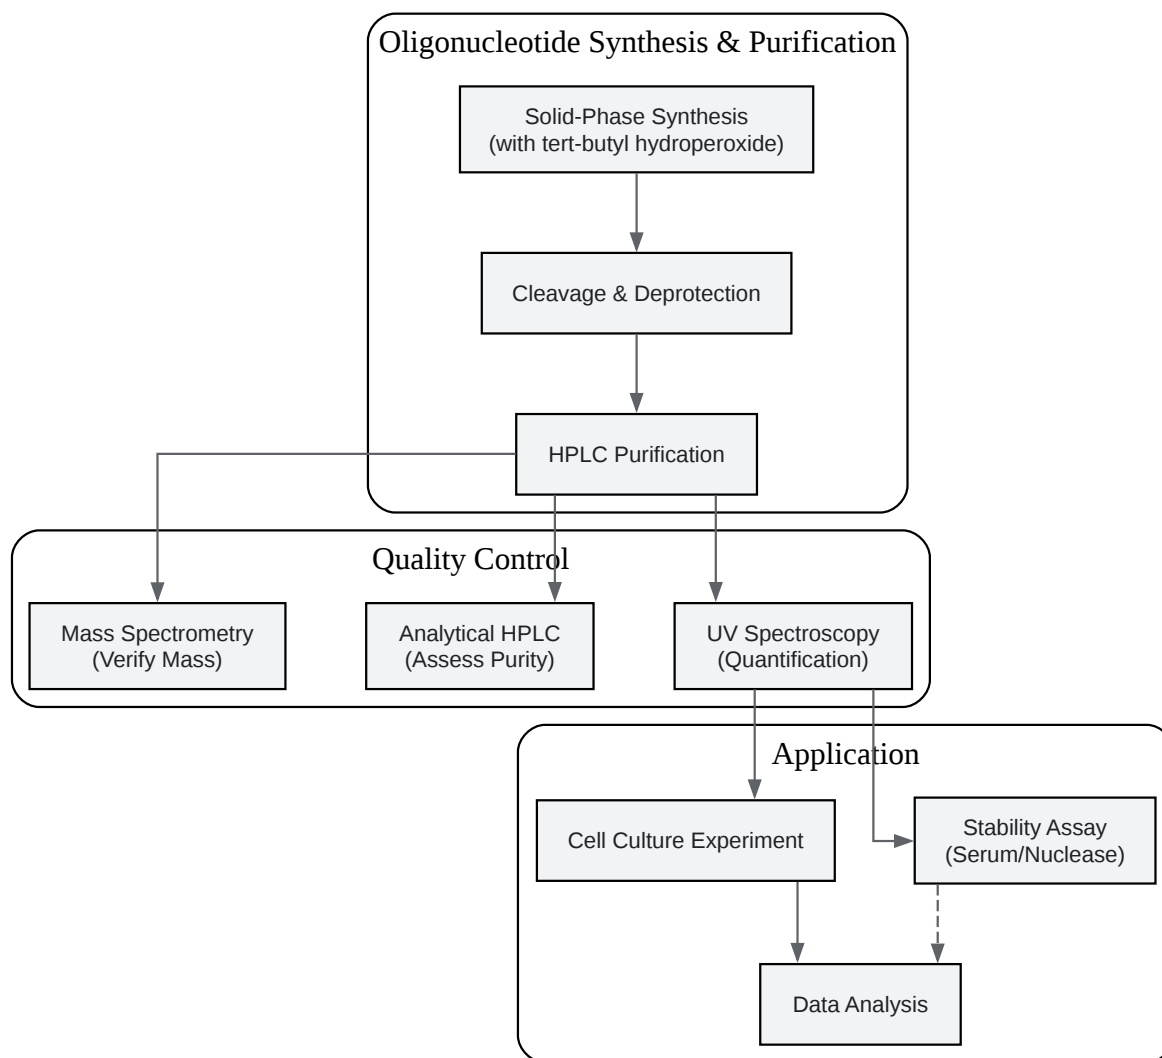 Oligonucleotide Synthesis & Purification
Solid-Phase Synthesis
(with tert-butyl hydroperoxide)
Cleavage & Deprotection
HPLC Purification
Quality Control
Mass Spectrometry
(Verify Mass)
Analytical HPLC
(Assess Purity)
UV Spectroscopy
(Quantification)
Application
Cell Culture Experiment
Stability Assay
(Serum/Nuclease)
Data Analysis